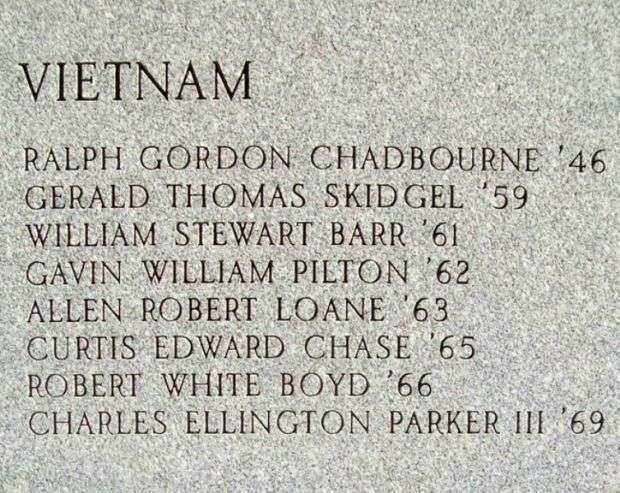 VIETNAM
RALPH GORDON CHADBOURNE '46
GERALD THOMAS SKIDGEL '59
WILLIAM STEWART BARR '61
GAVIN WILLIAM PILTON '62
ALLEN ROBERT LOANE '63
CURTIS EDWARD CHASE '65
ROBERT WHITE BOYD '66
CHARLES ELLINGTON PARKER III '69